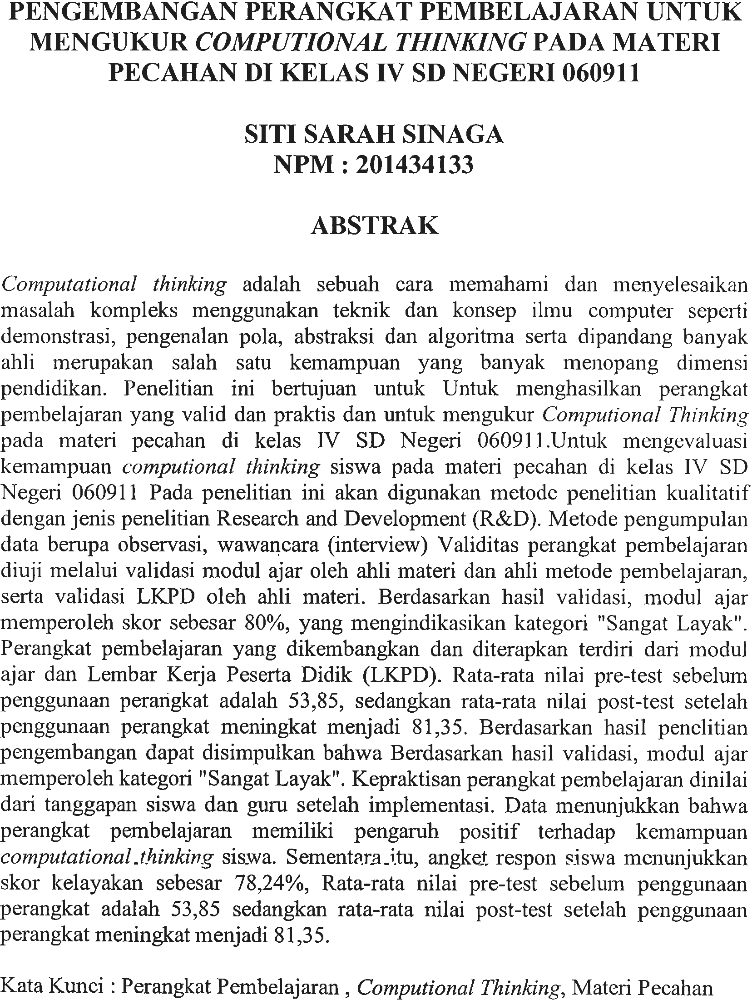 PENGEMBANGAN PERANGKAT PEMBELAJARAN UNTUK
MENGUKUR COMPUTIONAL THINKING PADA MATERI
PECAHAN DI KELAS IV SD NEGERI 060911
SITI SARAH SINAGA
NPM : 201434133
ABSTRAK
Computational thinking adalah sebuah cara memahami dan menyelesaikan
masalah kompleks menggunakan teknik dan konsep ilmu computer seperti
demonstrasi, pengenalan pola, abstraksi dan algoritma serta dipandang banyak
ahli merupakan salah satu kemampuan yang banyak menopang dimensi
pendidikan. Penelitian ini bertujuan untuk Untuk menghasilkan perangkat
pembelajaran yang valid dan praktis dan untuk mengukur Computional Thinking
pada materi pecahan di kelas IV SD Negeri 060911.Untuk mengevaluasi
kemampuan computional thinking siswa pada materi pecahan di kelas IV SD
Negeri 060911 Pada penelitian ini akan digunakan metode penelitian kualitatif
dengan jenis penelitian Research and Development (R&D). Metode pengumpulan
data berupa observasi, wawancara (interview) Validitas perangkat pembelajaran
diuji melalui validasi modul ajar oleh ahli materi dan ahli metode pembelajaran,
serta validasi LKPD oleh ahli materi. Berdasarkan hasil validasi, modul ajar
memperoleh skor sebesar 80%, yang mengindikasikan kategori "Sangat Layak".
Perangkat pembelajaran yang dikembangkan dan diterapkan terdiri dari modul
ajar dan Lembar Kerja Peserta Didik (LKPD). Rata-rata nilai pre-test sebelum
penggunaan perangkat adalah 53,85, sedangkan rata-rata nilai post-test setelah
penggunaan perangkat meningkat menjadi 81,35. Berdasarkan hasil penelitian
pengembangan dapat disimpulkan bahwa Berdasarkan hasil validasi, modul ajar
memperoleh kategori "Sangat Layak". Kepraktisan perangkat pembelajaran dinilai
dari tanggapan siswa dan guru setelah implementasi. Data menunjukkan bahwa
perangkat pembelajaran memiliki pengaruh positif terhadap kemampuan
computational thinking siswa. Sementara itu, angket respon siswa menunjukkan
skor kelayakan sebesar 78,24%, Rata-rata nilai pre-test sebelum penggunaan
perangkat adalah 53,85 sedangkan rata-rata nilai post-test setelah penggunaan
perangkat meningkat menjadi 81,35.
Kata Kunci : Perangkat Pembelajaran , Computional Thinking, Materi Pecahan